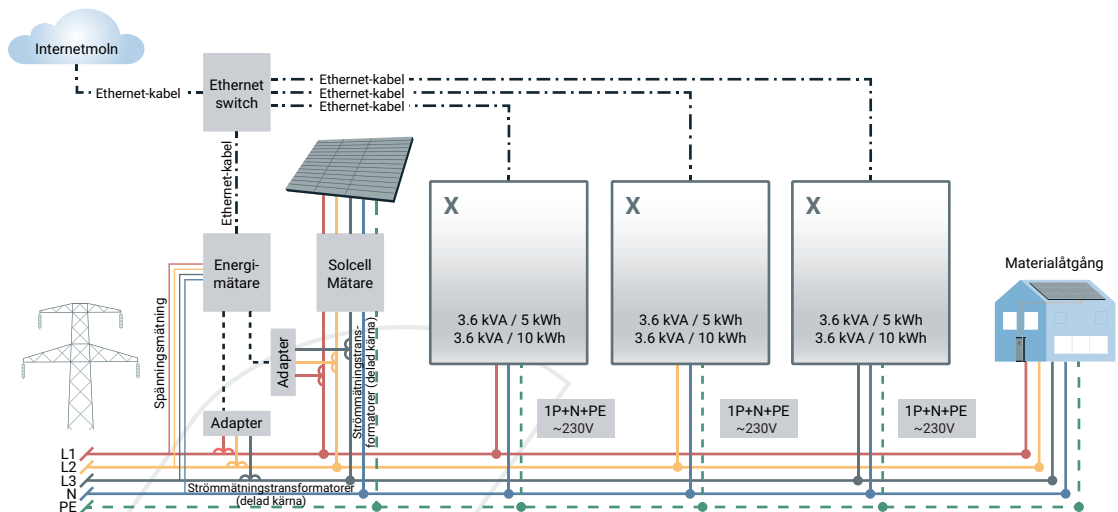 Internetmoln
Ethernet-kabel
Ethernet
switch
Ethernet-kabel
Ethernet-kabel
Ethernet-kabel
Ethernet-kabel
Energi-
mätare
Solcell
Mätare
Spänningsmätning
Adapter
Adapter
Strömmätningstrans-
formatorer (delad kärna)
X
3.6 kVA / 5 kWh
3.6 kVA / 10 kWh
X
3.6 kVA / 5 kWh
3.6 kVA / 10 kWh
X
3.6 kVA / 5 kWh
3.6 kVA / 10 kWh
Materialåtgång
1P+N+PE
~230V
1P+N+PE
~230V
1P+N+PE
~230V
L1
L2
L3
N
PE
Strömmätningstransformatorer
(delad kärna)